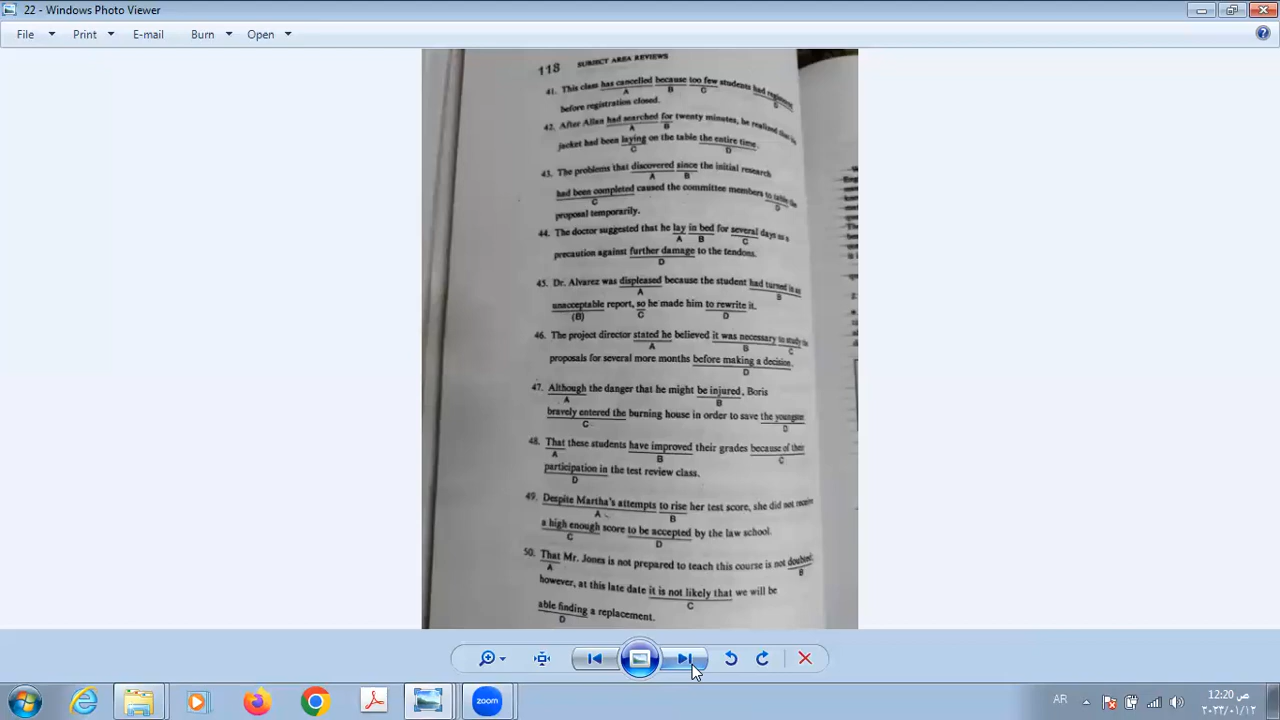 22 - Windows Photo Viewer
File Print E-mail Burn Open
118 SUBJECT AREA REVIEWS
41. This class has cancelled because too few students had registered
A B C D
before registration closed.
42. After Allan had searched for twenty minutes, he realized that his
A B
jacket had been laying on the table the entire time.
C D
43. The problems that discovered since the initial research
A B
had been completed caused the committee members to table the
C D
proposal temporarily.
44. The doctor suggested that he lay in bed for several days as a
A B C
precaution against further damage to the tendons.
D
45. Dr. Alvarez was displeased because the student had turned in an
A B
unacceptable report, so he made him to rewrite it.
(B) C D
46. The project director stated he believed it was necessary to study the
A B C
proposals for several more months before making a decision.
D
47. Although the danger that he might be injured, Boris
A B
bravely entered the burning house in order to save the youngster.
C D
48. That these students have improved their grades because of their
A B C
participation in the test review class.
D
49. Despite Martha's attempts to rise her test score, she did not receive
A B
a high enough score to be accepted by the law school.
C D
50. That Mr. Jones is not prepared to teach this course is not doubted;
A B
however, at this late date it is not likely that we will be
C
able finding a replacement.
D
zoom
AR
12:20 ص
٢٠٢٣/٠١/١٢